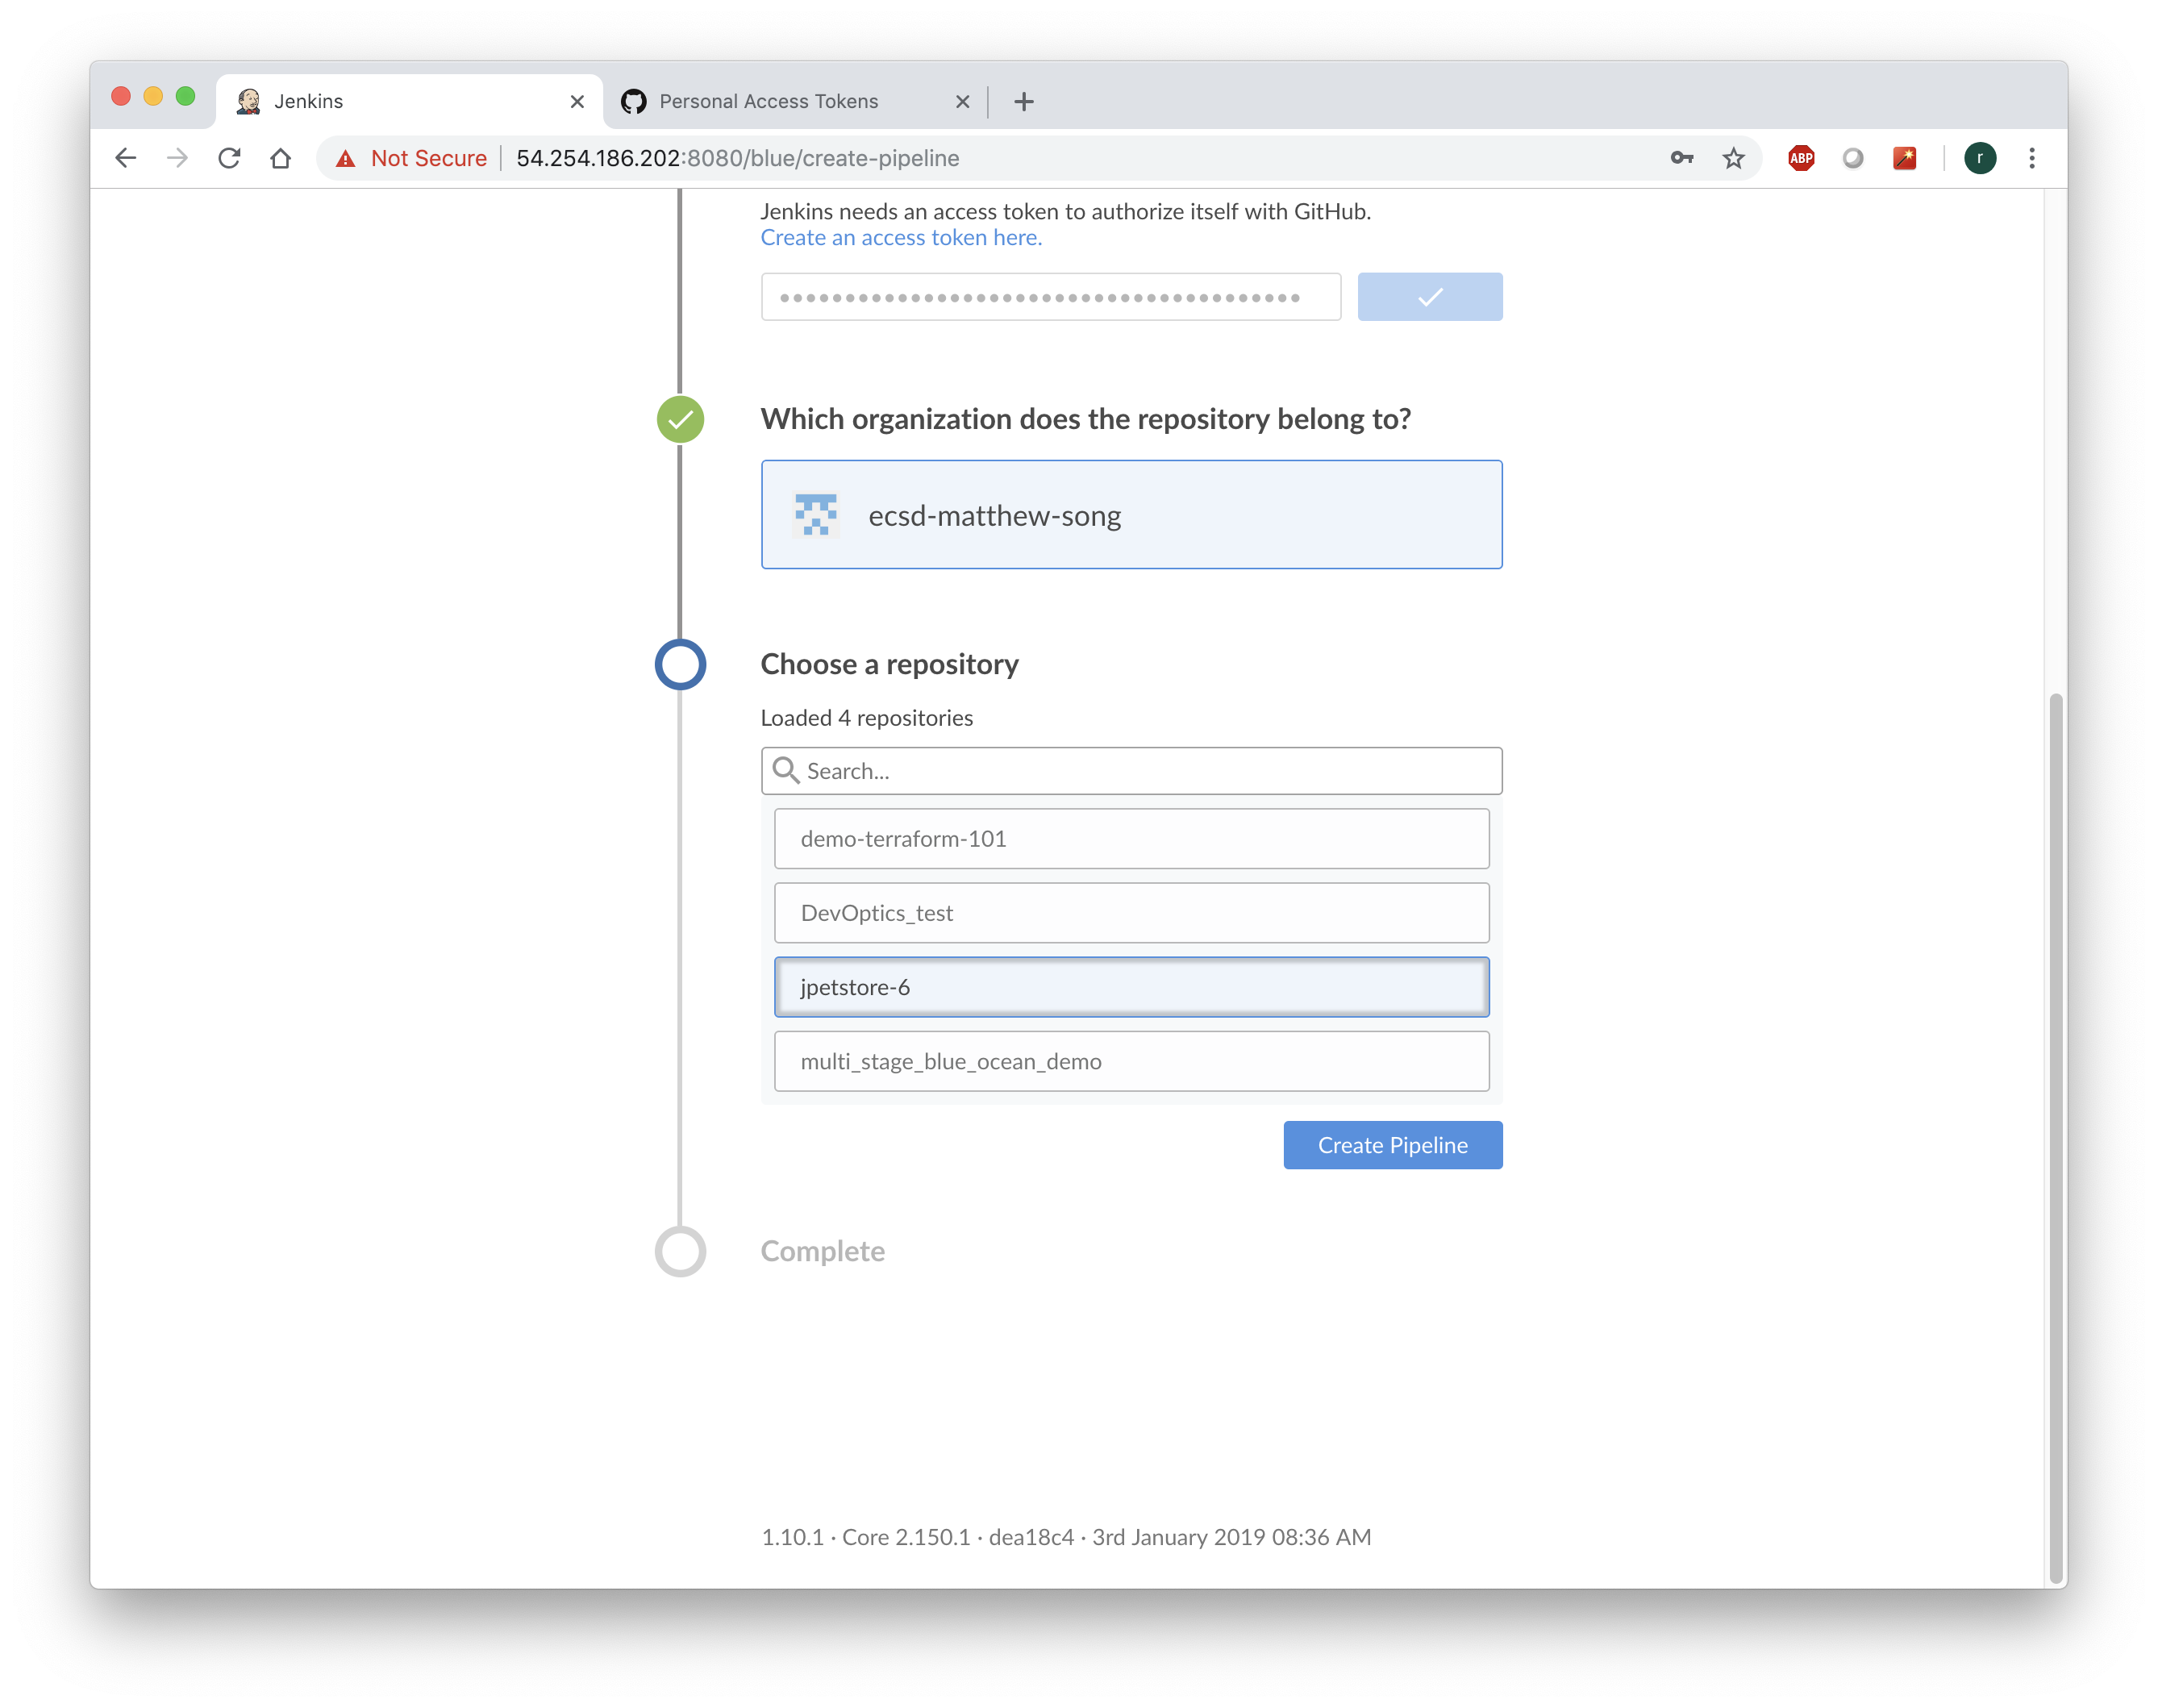 Jenkins
Personal Access Tokens
Not Secure
54.254.186.202:8080/blue/create-pipeline
ABP
r
Jenkins needs an access token to authorize itself with GitHub.
Create an access token here.
Which organization does the repository belong to?
ecsd-matthew-song
Choose a repository
Loaded 4 repositories
Search...
demo-terraform-101
DevOptics_test
jpetstore-6
multi_stage_blue_ocean_demo
Create Pipeline
Complete
1.10.1 · Core 2.150.1 · dea18c4 · 3rd January 2019 08:36 AM